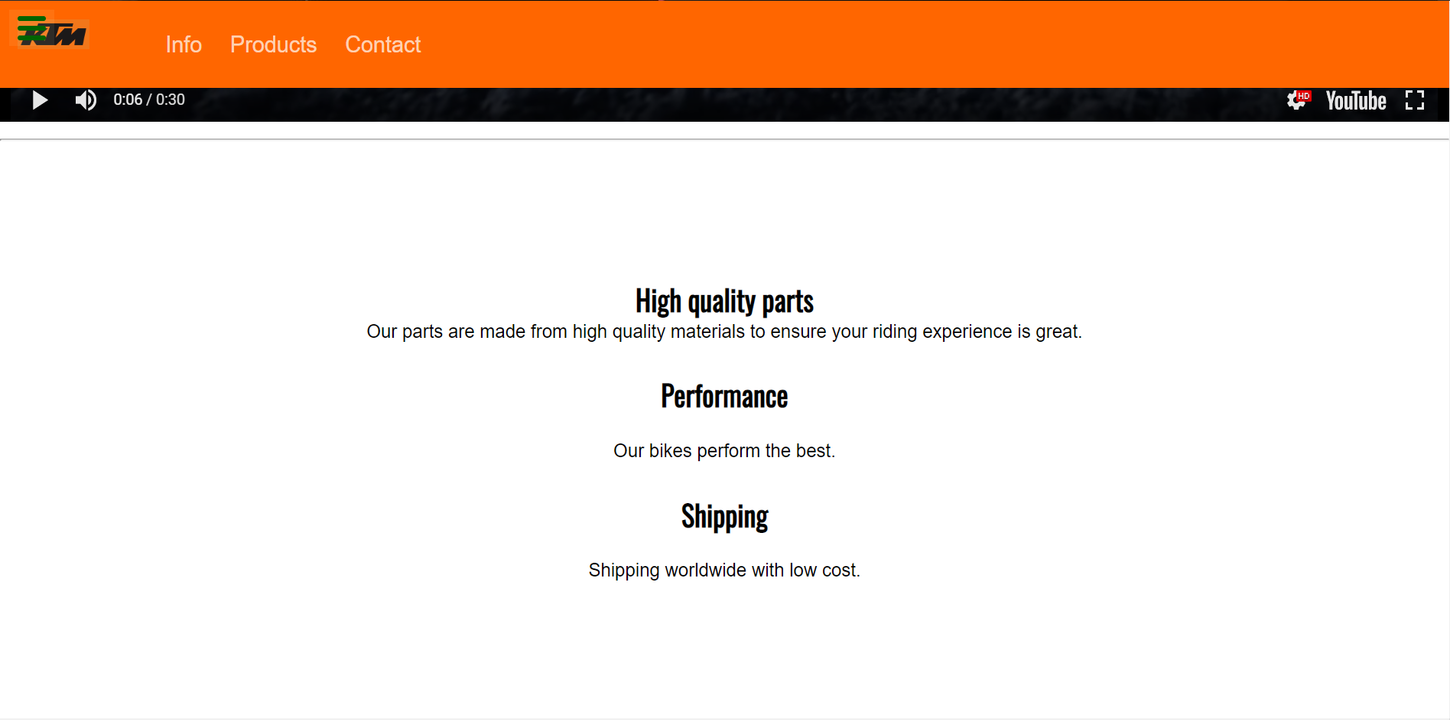 KTM
Info Products Contact
0:06 / 0:30 HD YouTube
High quality parts
Our parts are made from high quality materials to ensure your riding experience is great.
Performance
Our bikes perform the best.
Shipping
Shipping worldwide with low cost.